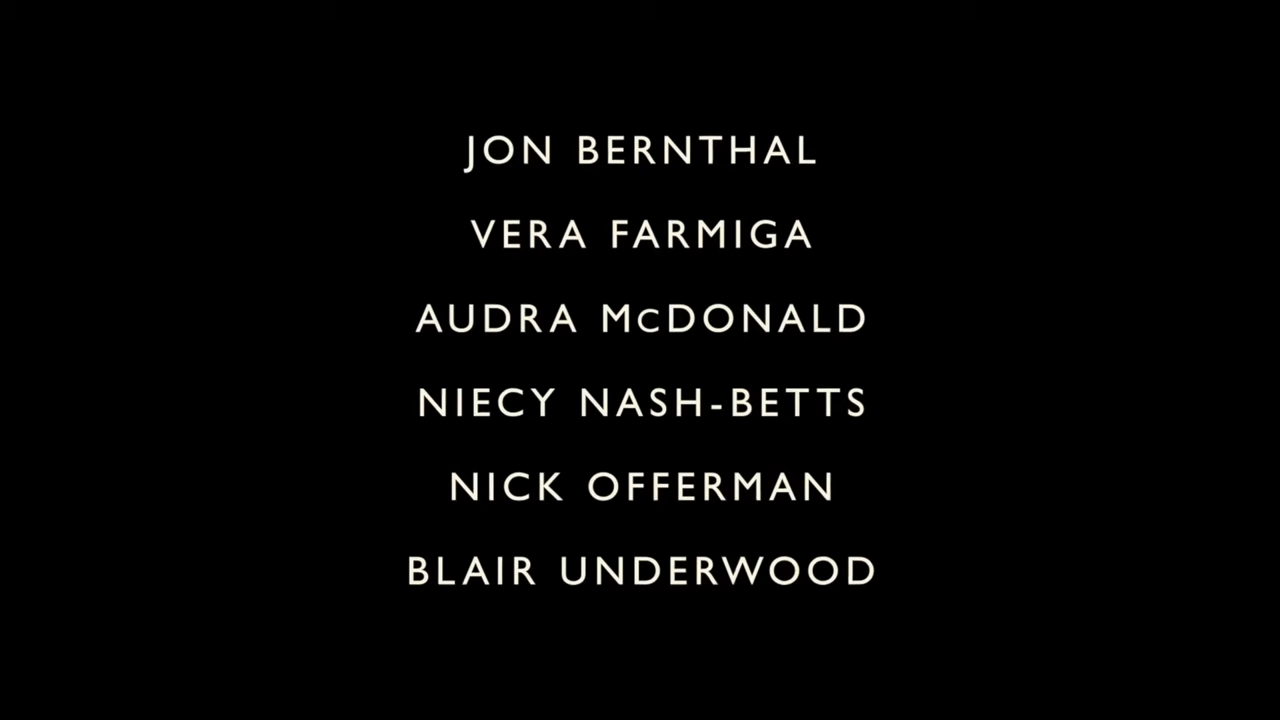 JON BERNTHAL
VERA FARMIGA
AUDRA McDONALD
NIECY NASH-BETTS
NICK OFFERMAN
BLAIR UNDERWOOD